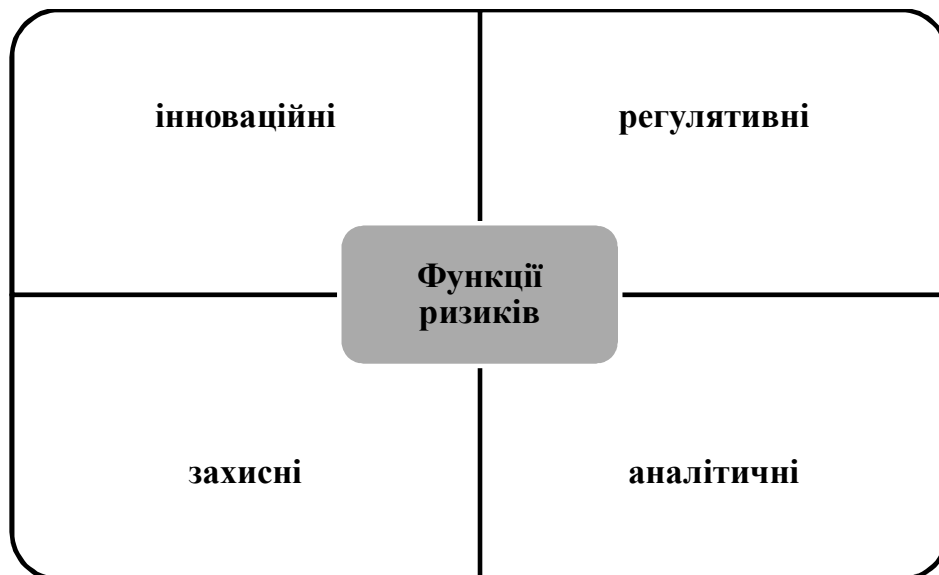 інноваційні
регулятивні
Функції
ризиків
захисні
аналітичні